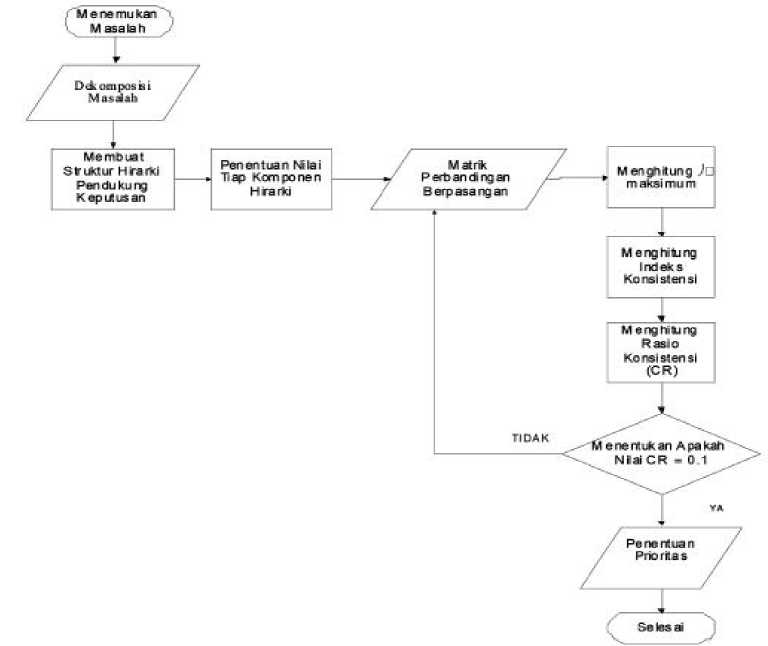 Menemukan
Masalah
Dekomposisi
Masalah
Membuat
Struktur Hirarki
Pendukung
Keputusan
Penentuan Nilai
Tiap Komponen
Hirarki
Matrik
Perbandingan
Berpasangan
Menghitung
maksimum
Menghitung
Indeks
Konsistensi
Menghitung
Rasio
Konsistensi
(CR)
Menentukan Apakah
Nilai CR = 0.1
TIDAK
YA
Penentuan
Prioritas
Selesai